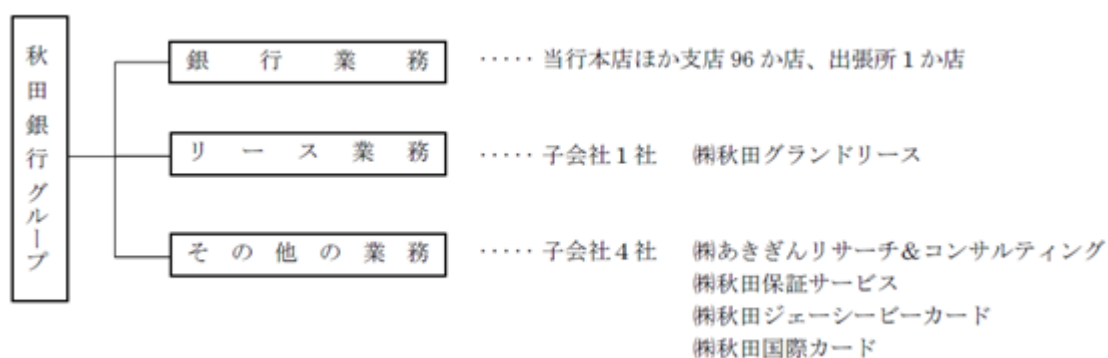 秋田銀行グループ
銀行業務 ····· 当行本店ほか支店 96 か店、出張所 1 か店
リース業務 ····· 子会社 1 社 ㈱秋田グランドリース
その他の業務 ····· 子会社 4 社 ㈱あきぎんリサーチ&コンサルティング
㈱秋田保証サービス
㈱秋田ジェーシービーカード
㈱秋田国際カード